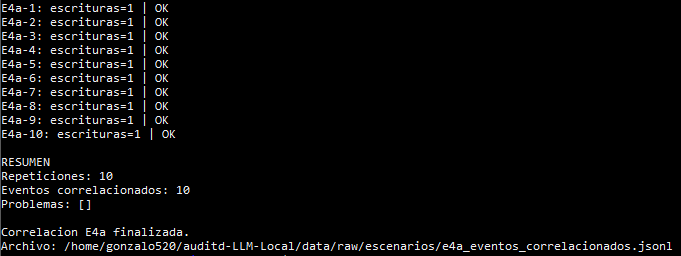 E4a-1: escrituras=1 | OK
E4a-2: escrituras=1 | OK
E4a-3: escrituras=1 | OK
E4a-4: escrituras=1 | OK
E4a-5: escrituras=1 | OK
E4a-6: escrituras=1 | OK
E4a-7: escrituras=1 | OK
E4a-8: escrituras=1 | OK
E4a-9: escrituras=1 | OK
E4a-10: escrituras=1 | OK
RESUMEN
Repeticiones: 10
Eventos correlacionados: 10
Problemas: []
Correlacion E4a finalizada.
Archivo: /home/gonzalo520/auditd-LLM-Local/data/raw/escenarios/e4a_eventos_correlacionados.jsonl